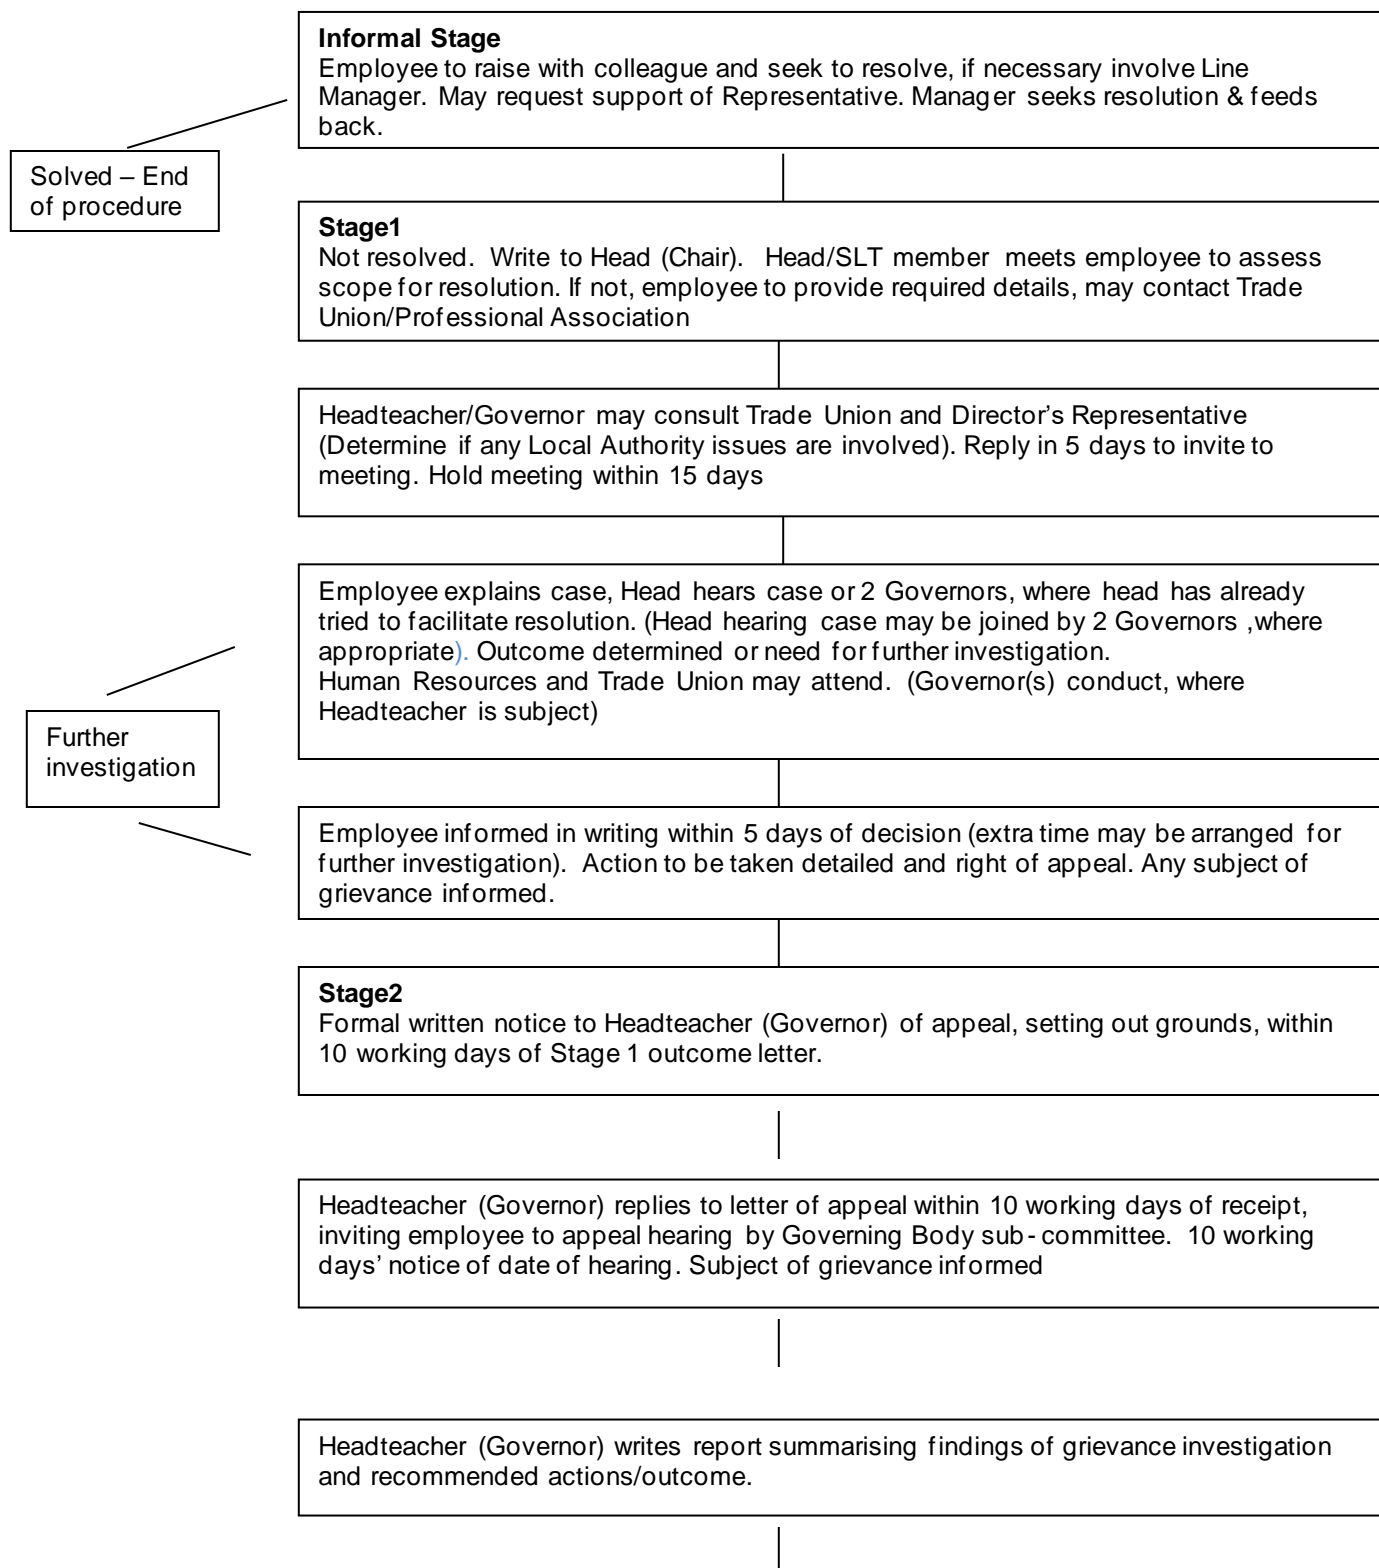 Informal Stage
Employee to raise with colleague and seek to resolve, if necessary involve Line
Manager. May request support of Representative. Manager seeks resolution & feeds
back.
Solved – End
of procedure
Stage1
Not resolved. Write to Head (Chair). Head/SLT member meets employee to assess
scope for resolution. If not, employee to provide required details, may contact Trade
Union/Professional Association
Headteacher/Governor may consult Trade Union and Director’s Representative
(Determine if any Local Authority issues are involved). Reply in 5 days to invite to
meeting. Hold meeting within 15 days
Employee explains case, Head hears case or 2 Governors, where head has already
tried to facilitate resolution. (Head hearing case may be joined by 2 Governors ,where
appropriate). Outcome determined or need for further investigation.
Human Resources and Trade Union may attend. (Governor(s) conduct, where
Headteacher is subject)
Further
investigation
Employee informed in writing within 5 days of decision (extra time may be arranged for
further investigation). Action to be taken detailed and right of appeal. Any subject of
grievance informed.
Stage2
Formal written notice to Headteacher (Governor) of appeal, setting out grounds, within
10 working days of Stage 1 outcome letter.
Headteacher (Governor) replies to letter of appeal within 10 working days of receipt,
inviting employee to appeal hearing by Governing Body sub-committee. 10 working
days’ notice of date of hearing. Subject of grievance informed
Headteacher (Governor) writes report summarising findings of grievance investigation
and recommended actions/outcome.